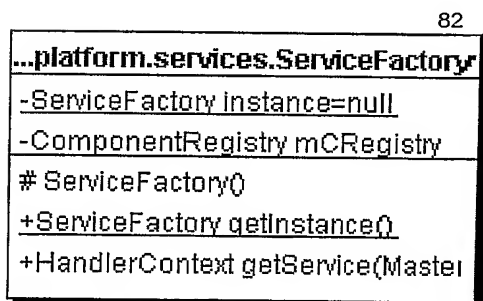 82
...platform.services.ServiceFactory
-ServiceFactory instance=null
-ComponentRegistry mCRegistry
# ServiceFactory()
+ServiceFactory getInstance()
+HandlerContext getService(Master